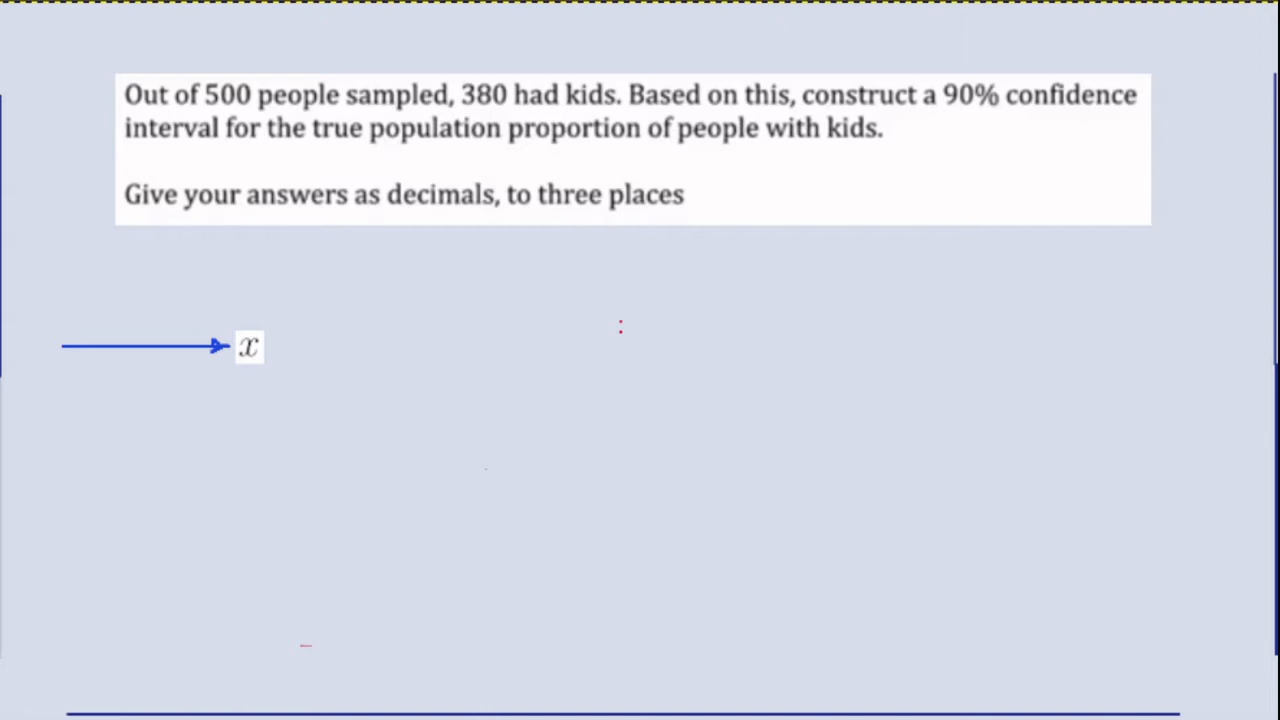 Out of 500 people sampled, 380 had kids. Based on this, construct a 90% confidence
interval for the true population proportion of people with kids.
Give your answers as decimals, to three places
x